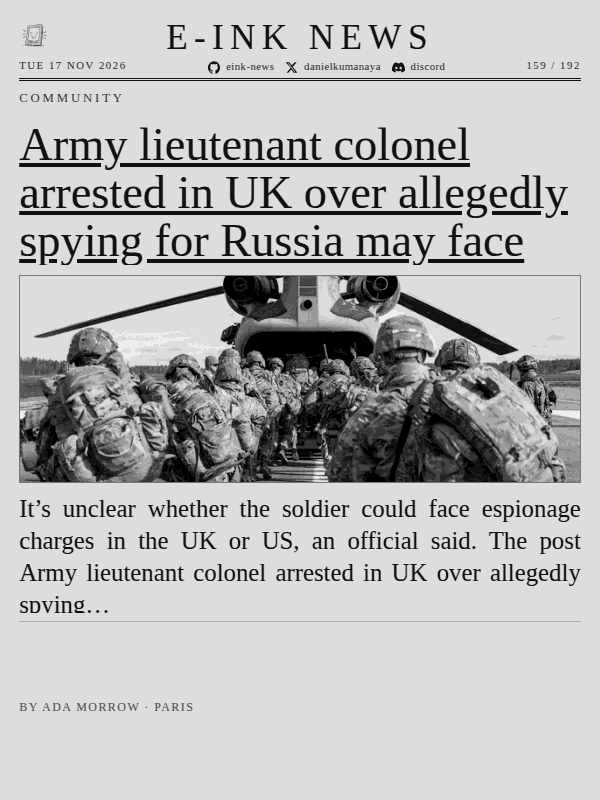 E-INK NEWS
TUE 17 NOV 2026
eink-news
danielkumanaya
discord
159 / 192
COMMUNITY
Army lieutenant colonel
arrested in UK over allegedly
spying for Russia may face
It’s unclear whether the soldier could face espionage
charges in the UK or US, an official said. The post
Army lieutenant colonel arrested in UK over allegedly
spying…
BY ADA MORROW · PARIS